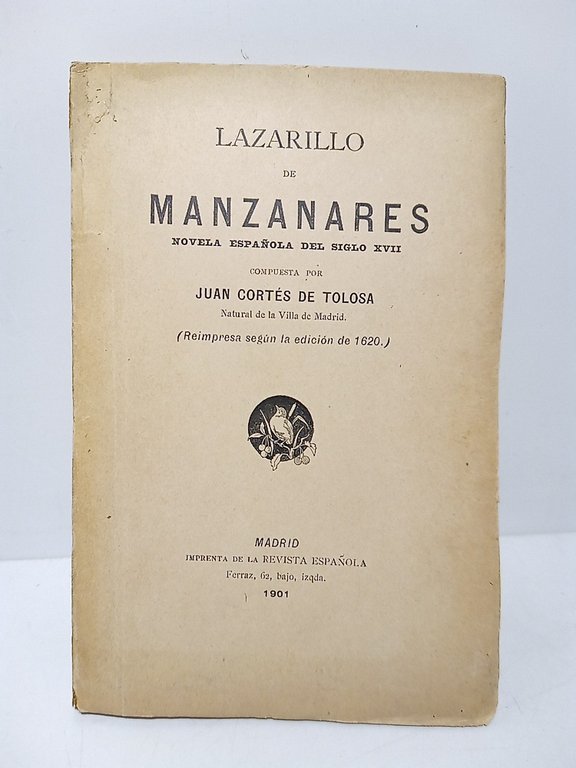 LAZARILLO
DE
MANZANARES
NOVELA ESPAÑOLA DEL SIGLO XVII
COMPUESTA POR
JUAN CORTÉS DE TOLOSA
Natural de la Villa de Madrid.
(Reimpresa según la edición de 1620.)
MADRID
IMPRENTA DE LA REVISTA ESPAÑOLA
Ferraz, 62, bajo, izqda.
1901